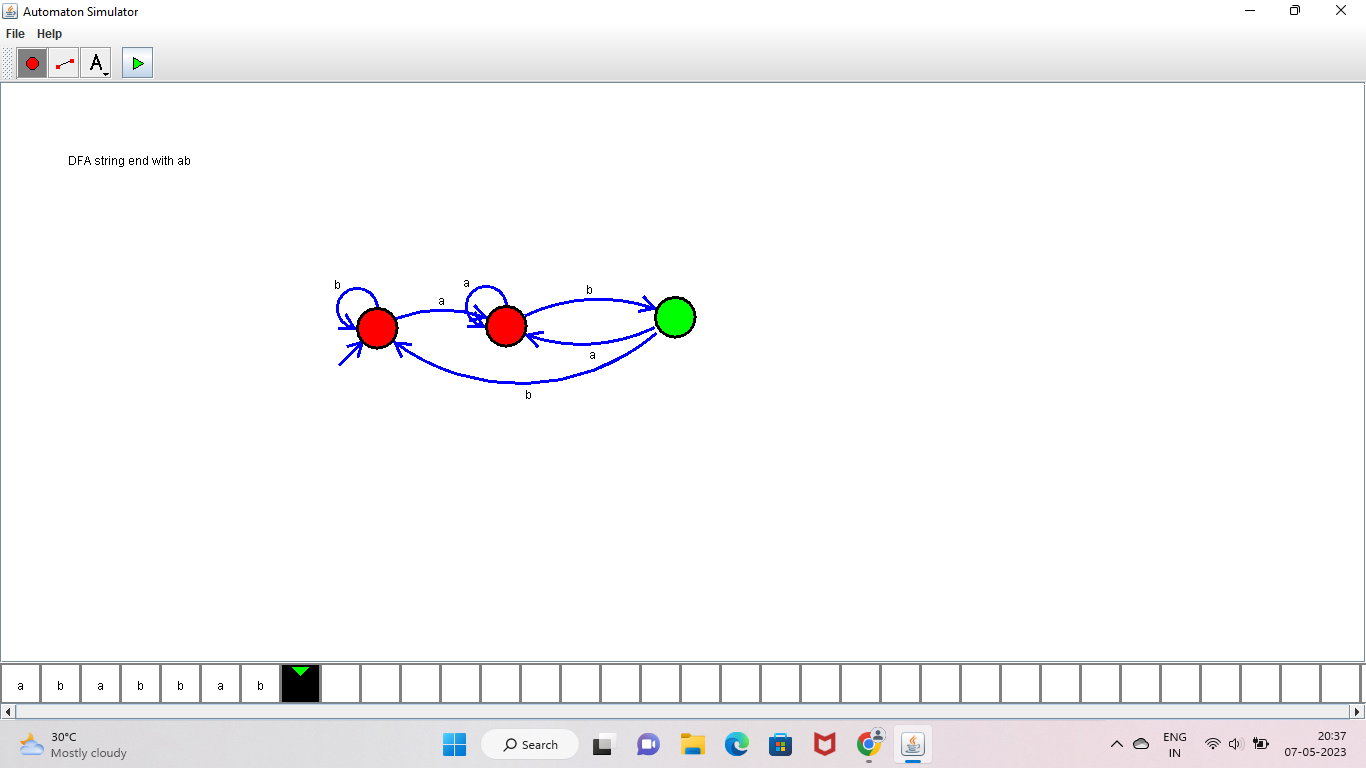 Automaton Simulator
File Help
A
DFA string end with ab
b
a
a
b
a
b
a b a b b a b
30°C
Mostly cloudy
Search
ENG
IN
20:37
07-05-2023